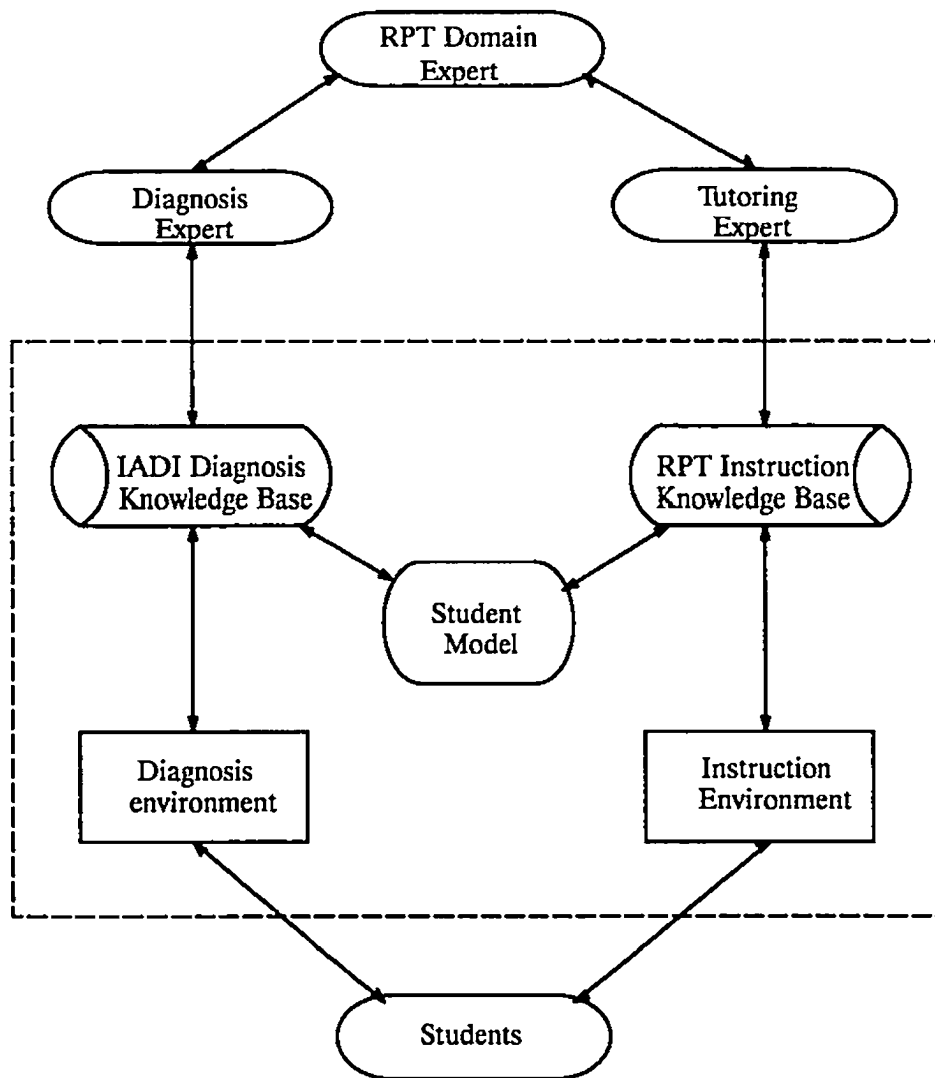 RPT Domain
Expert
Diagnosis
Expert
Tutoring
Expert
IADI Diagnosis
Knowledge Base
RPT Instruction
Knowledge Base
Student
Model
Diagnosis
environment
Instruction
Environment
Students